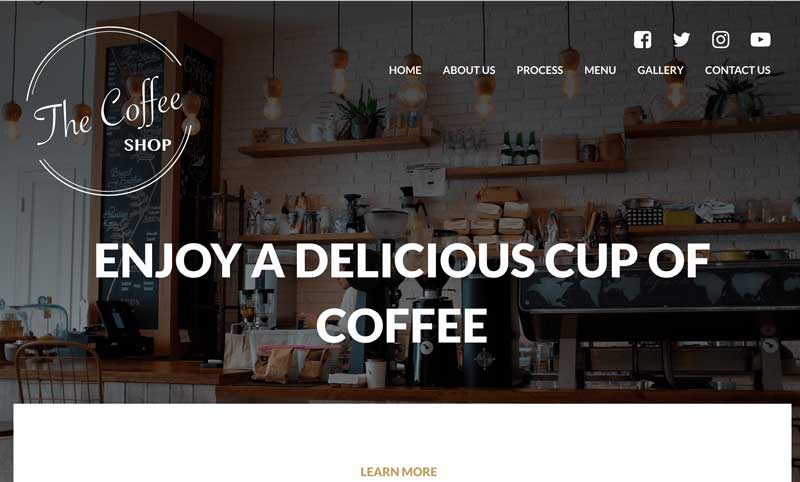 The Coffee
SHOP
HOME ABOUT US PROCESS MENU GALLERY CONTACT US
ENJOY A DELICIOUS CUP OF
COFFEE
LEARN MORE